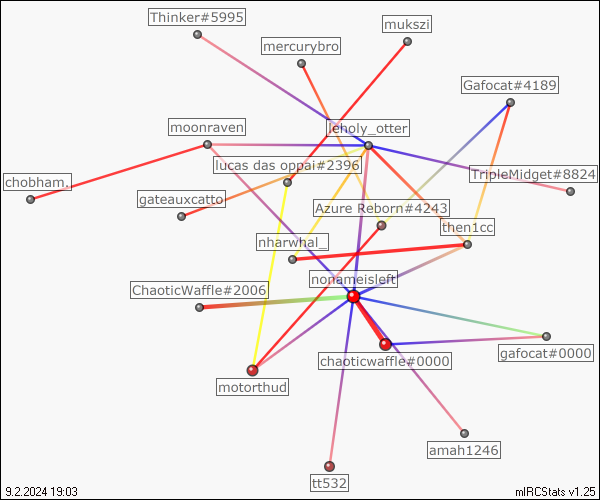 Thinker#5995
mukszi
mercurybro
Gafocat#4189
moonraven
leholy_otter
lucas das oppai#2396
TripleMidget#8824
chobham.
gateauxcatto
Azure Reborn#4243
then1cc
nharwhal_
nonameisleft
ChaoticWaffle#2006
chaoticwaffle#0000
gafocat#0000
motorthud
amah1246
tt532
9.2.2024 19:03
mIRCStats v1.25